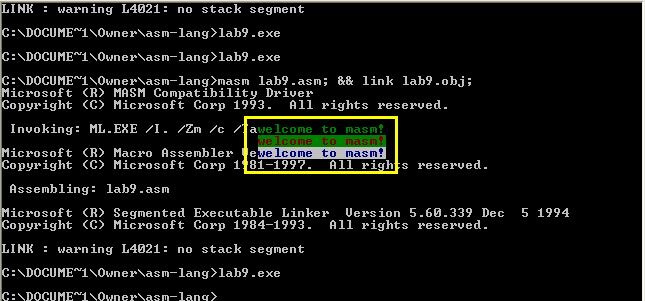 LINK : warning L4021: no stack segment
C:\DOCUME~1\Owner\asm-lang>lab9.exe
C:\DOCUME~1\Owner\asm-lang>lab9.exe
C:\DOCUME~1\Owner\asm-lang>masm lab9.asm; && link lab9.obj;
Microsoft (R) MASM Compatibility Driver
Copyright (C) Microsoft Corp 1993.  All rights reserved.
Invoking: ML.EXE /I. /Zm /c /Tawelcome to masm!
welcome to masm!
Microsoft (R) Macro Assembler Vewelcome to masm!
Copyright (C) Microsoft Corp 1981-1997.  All rights reserved.
Assembling: lab9.asm
Microsoft (R) Segmented Executable Linker  Version 5.60.339 Dec  5 1994
Copyright (C) Microsoft Corp 1984-1993.  All rights reserved.
LINK : warning L4021: no stack segment
C:\DOCUME~1\Owner\asm-lang>lab9.exe
C:\DOCUME~1\Owner\asm-lang>